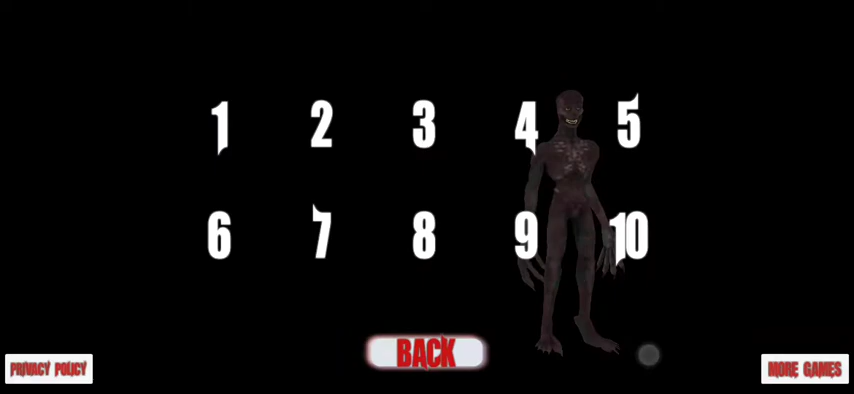 1 2 3 4 5
6 7 8 9 10
BACK
PRIVACY POLICY
MORE GAMES